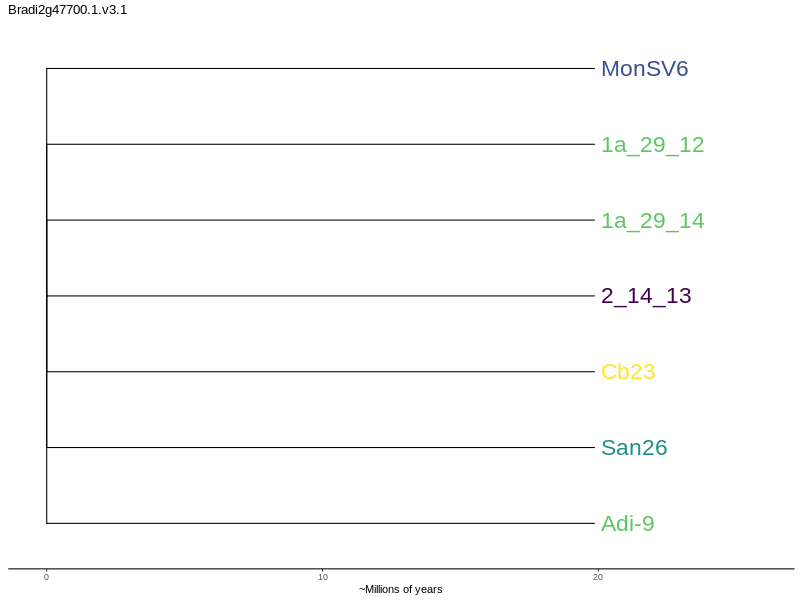 Bradi2g47700.1.v3.1
MonSV6
1a_29_12
1a_29_14
2_14_13
Cb23
San26
Adi-9
0 10 20
~Millions of years